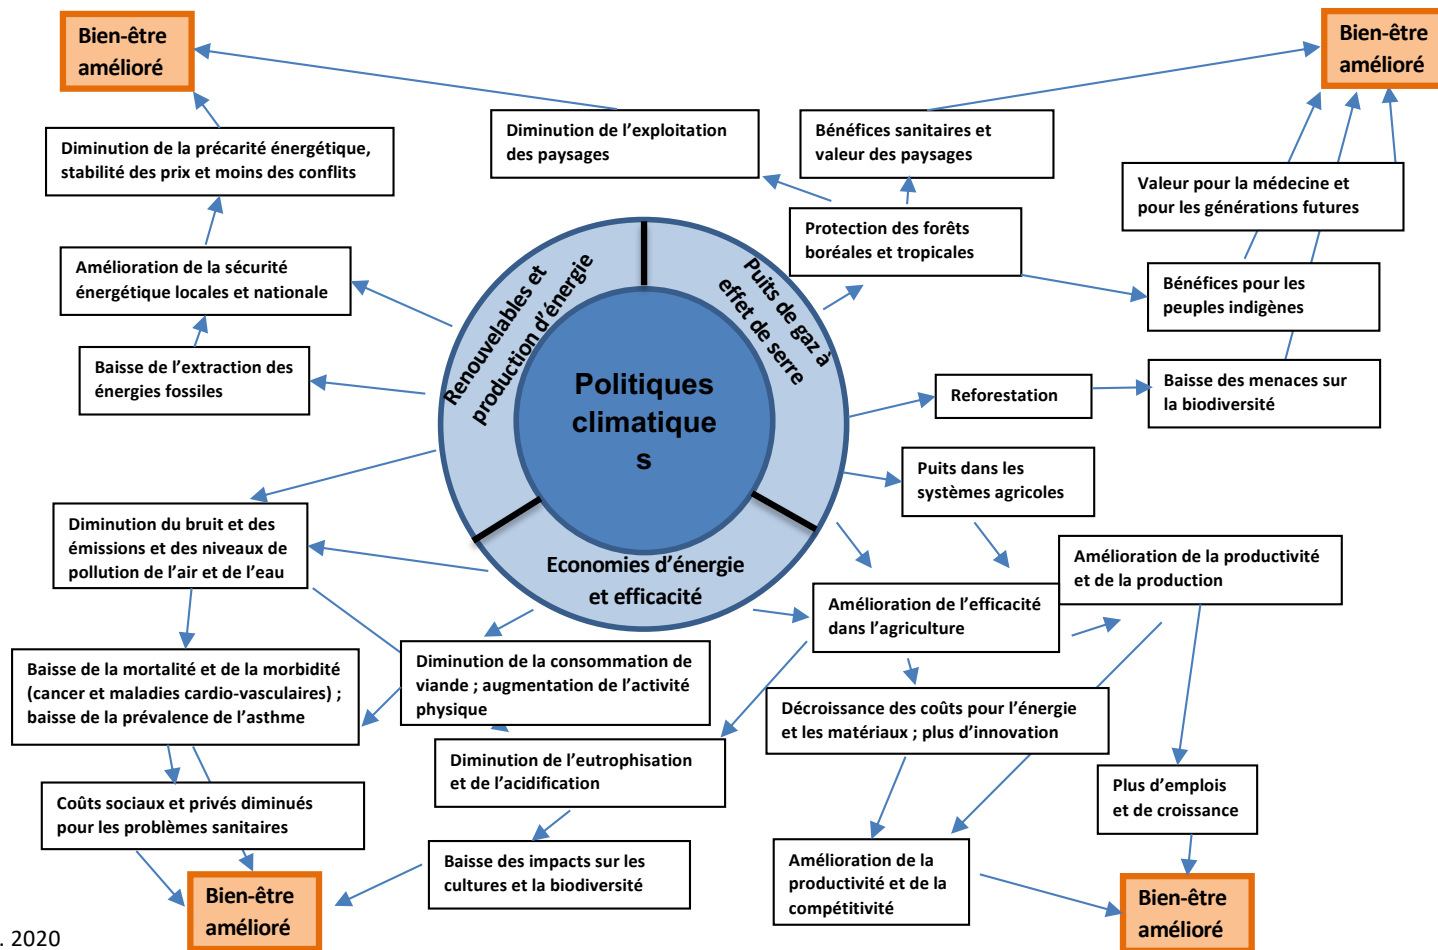 Bien-être
amélioré
Bien-être
amélioré
Diminution de l'exploitation
des paysages
Bénéfices sanitaires et
valeur des paysages
Diminution de la précarité énergétique,
stabilité des prix et moins des conflits
Valeur pour la médecine et
pour les générations futures
Protection des forêts
boréales et tropicales
Amélioration de la sécurité
énergétique locales et nationale
Bénéfices pour les
peuples indigènes
Renouvelables et
production d'énergie
Puits de gaz à
effet de serre
Baisse de l'extraction des
énergies fossiles
Politiques
climatique
s
Reforestation
Baisse des menaces sur
la biodiversité
Puits dans les
systèmes agricoles
Diminution du bruit et des
émissions et des niveaux de
pollution de l'air et de l'eau
Economies d'énergie
et efficacité
Amélioration de la productivité
et de la production
Amélioration de l'efficacité
dans l'agriculture
Baisse de la mortalité et de la morbidité
(cancer et maladies cardio-vasculaires) ;
baisse de la prévalence de l'asthme
Diminution de la consommation de
viande ; augmentation de l'activité
physique
Décroissance des coûts pour l'énergie
et les matériaux ; plus d'innovation
Diminution de l'eutrophisation
et de l'acidification
Coûts sociaux et privés diminués
pour les problèmes sanitaires
Plus d'emplois
et de croissance
Baisse des impacts sur les
cultures et la biodiversité
Amélioration de la
productivité et de la
compétitivité
Bien-être
amélioré
Bien-être
amélioré
. 2020